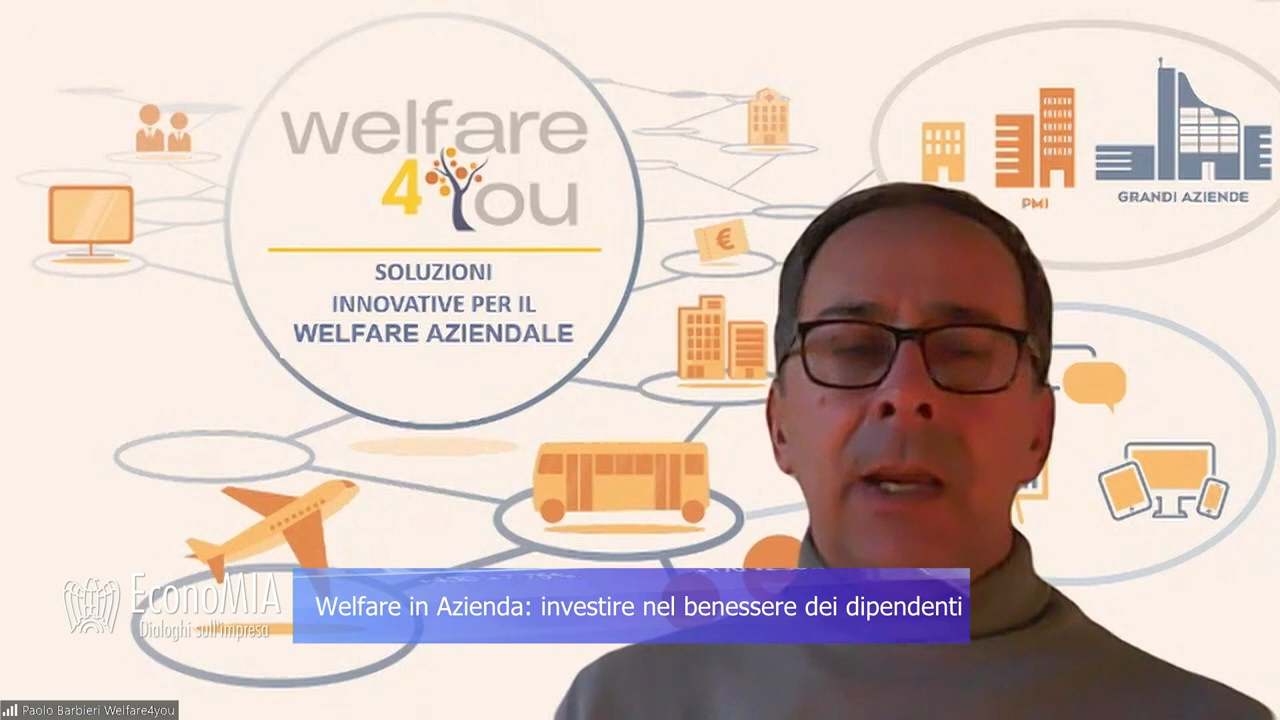 welfare
4You
SOLUZIONI
INNOVATIVE PER IL
WELFARE AZIENDALE
PMI
GRANDI AZIENDE
€
EconoMIA
Dialoghi sull'impresa
Welfare in Azienda: investire nel benessere dei dipendenti
Paolo Barbieri Welfare4you